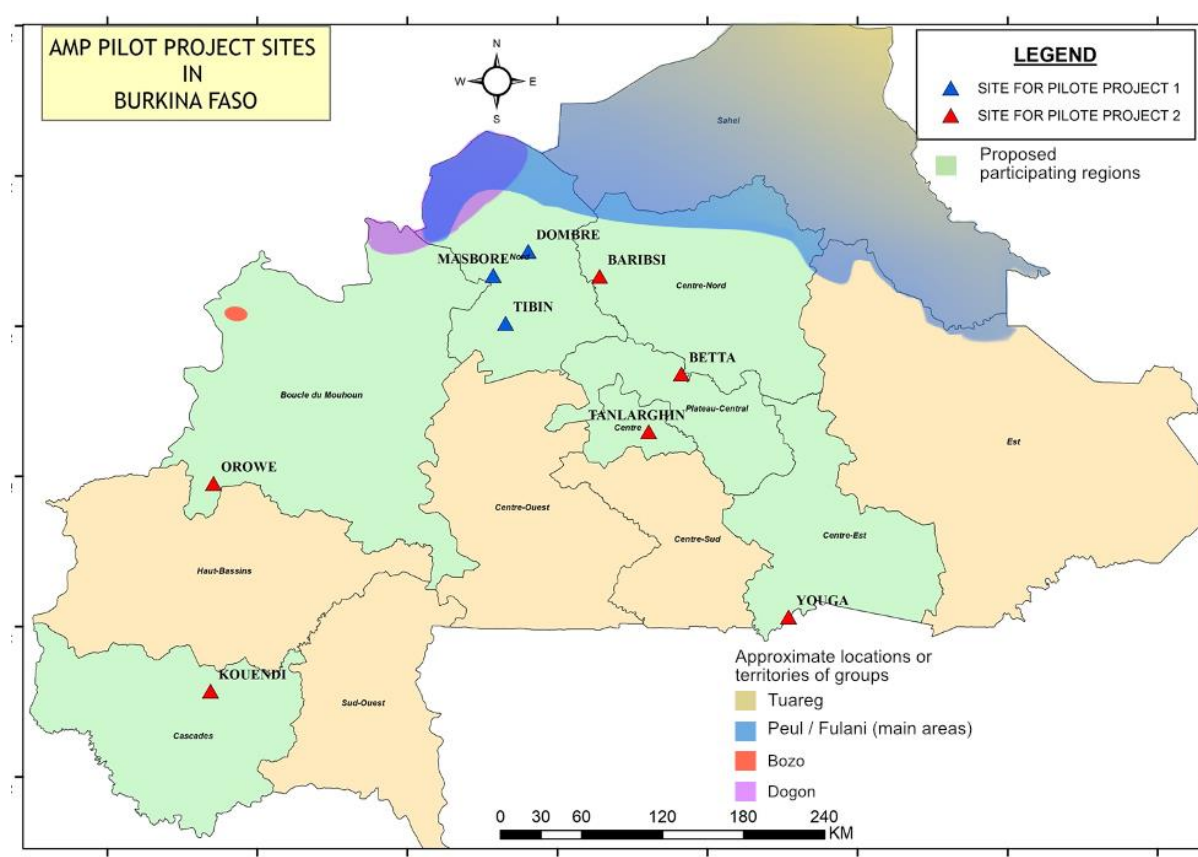 AMP PILOT PROJECT SITES
IN
BURKINA FASO
N
W
E
S
LEGEND
SITE FOR PILOTE PROJECT 1
SITE FOR PILOTE PROJECT 2
Proposed
participating regions
Sahel
DOMBRE
MASBORE
Nord
BARIBSI
Centre-Nord
TIBIN
BETTA
Boucle du Mouhoun
Plateau-Central
TANLARGHIN
Centre
Est
OROWE
Centre-Ouest
Centre-Sud
Centre-Est
Haut-Bassins
YOUGA
KOUENDI
Sud-Ouest
Cascades
Approximate locations or
territories of groups
Tuareg
Peul / Fulani (main areas)
Bozo
Dogon
0 30 60 120 180 240
KM